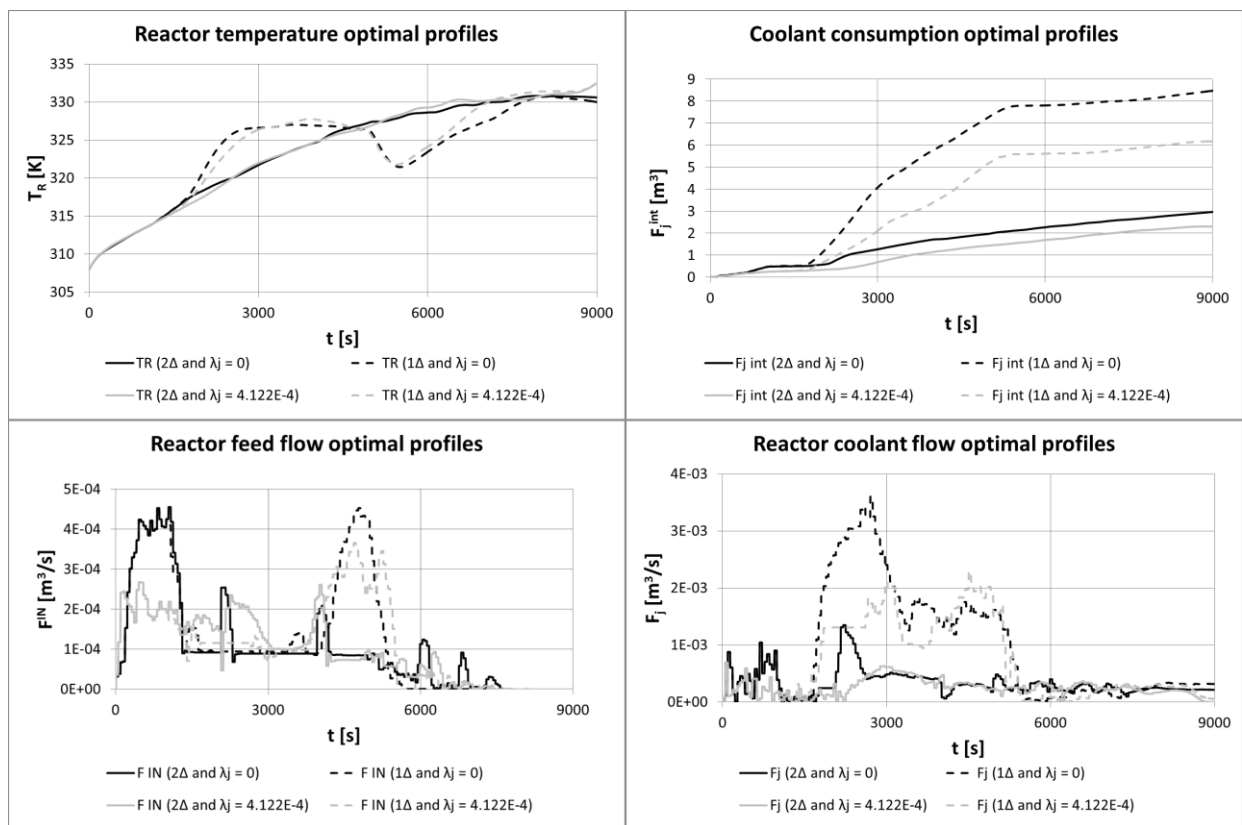 Reactor temperature optimal profiles
335
330
325
320
315
310
305
T_R [K]
0
3000
6000
9000
t [s]
TR (2Δ and λj = 0)
TR (1Δ and λj = 0)
TR (2Δ and λj = 4.122E-4)
TR (1Δ and λj = 4.122E-4)
Coolant consumption optimal profiles
9
8
7
6
5
4
3
2
1
0
F_j^int [m³]
0
3000
6000
9000
t [s]
Fj int (2Δ and λj = 0)
Fj int (1Δ and λj = 0)
Fj int (2Δ and λj = 4.122E-4)
Fj int (1Δ and λj = 4.122E-4)
Reactor feed flow optimal profiles
5E-04
4E-04
3E-04
2E-04
1E-04
0E+00
F^IN [m³/s]
0
3000
6000
9000
t [s]
F IN (2Δ and λj = 0)
F IN (1Δ and λj = 0)
F IN (2Δ and λj = 4.122E-4)
F IN (1Δ and λj = 4.122E-4)
Reactor coolant flow optimal profiles
4E-03
3E-03
2E-03
1E-03
0E+00
F_j [m³/s]
0
3000
6000
9000
t [s]
Fj (2Δ and λj = 0)
Fj (1Δ and λj = 0)
Fj (2Δ and λj = 4.122E-4)
Fj (1Δ and λj = 4.122E-4)